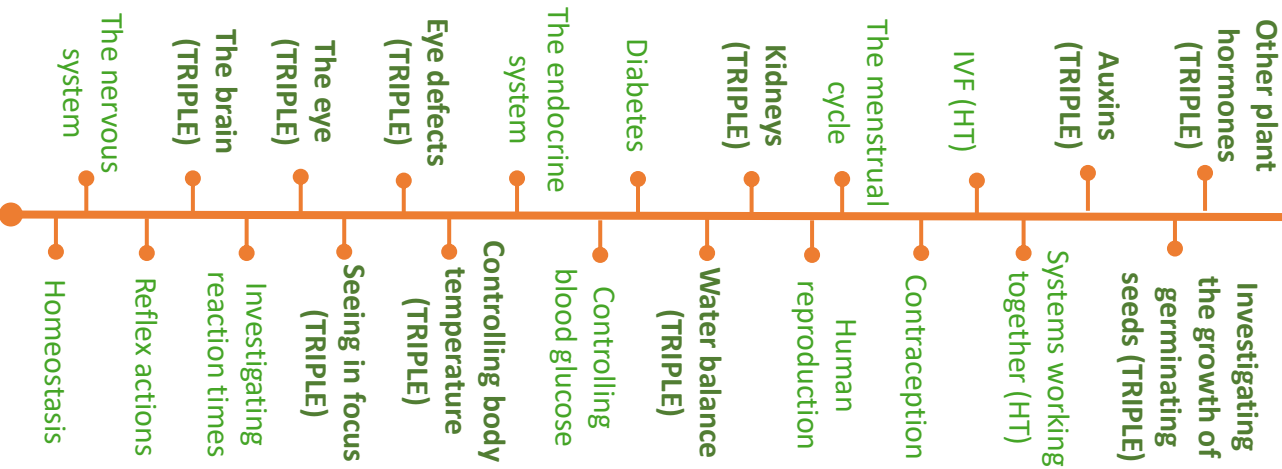 Other plant
hormones
(TRIPLE)
Investigating
the growth of
germinating
seeds (TRIPLE)
Auxins
(TRIPLE)
Systems working
together (HT)
IVF (HT)
Contraception
The menstrual
cycle
Human
reproduction
Kidneys
(TRIPLE)
Water balance
(TRIPLE)
Diabetes
Controlling
blood glucose
The endocrine
system
Controlling body
temperature
(TRIPLE)
Eye defects
(TRIPLE)
Seeing in focus
(TRIPLE)
The eye
(TRIPLE)
Investigating
reaction times
The brain
(TRIPLE)
Reflex actions
The nervous
system
Homeostasis